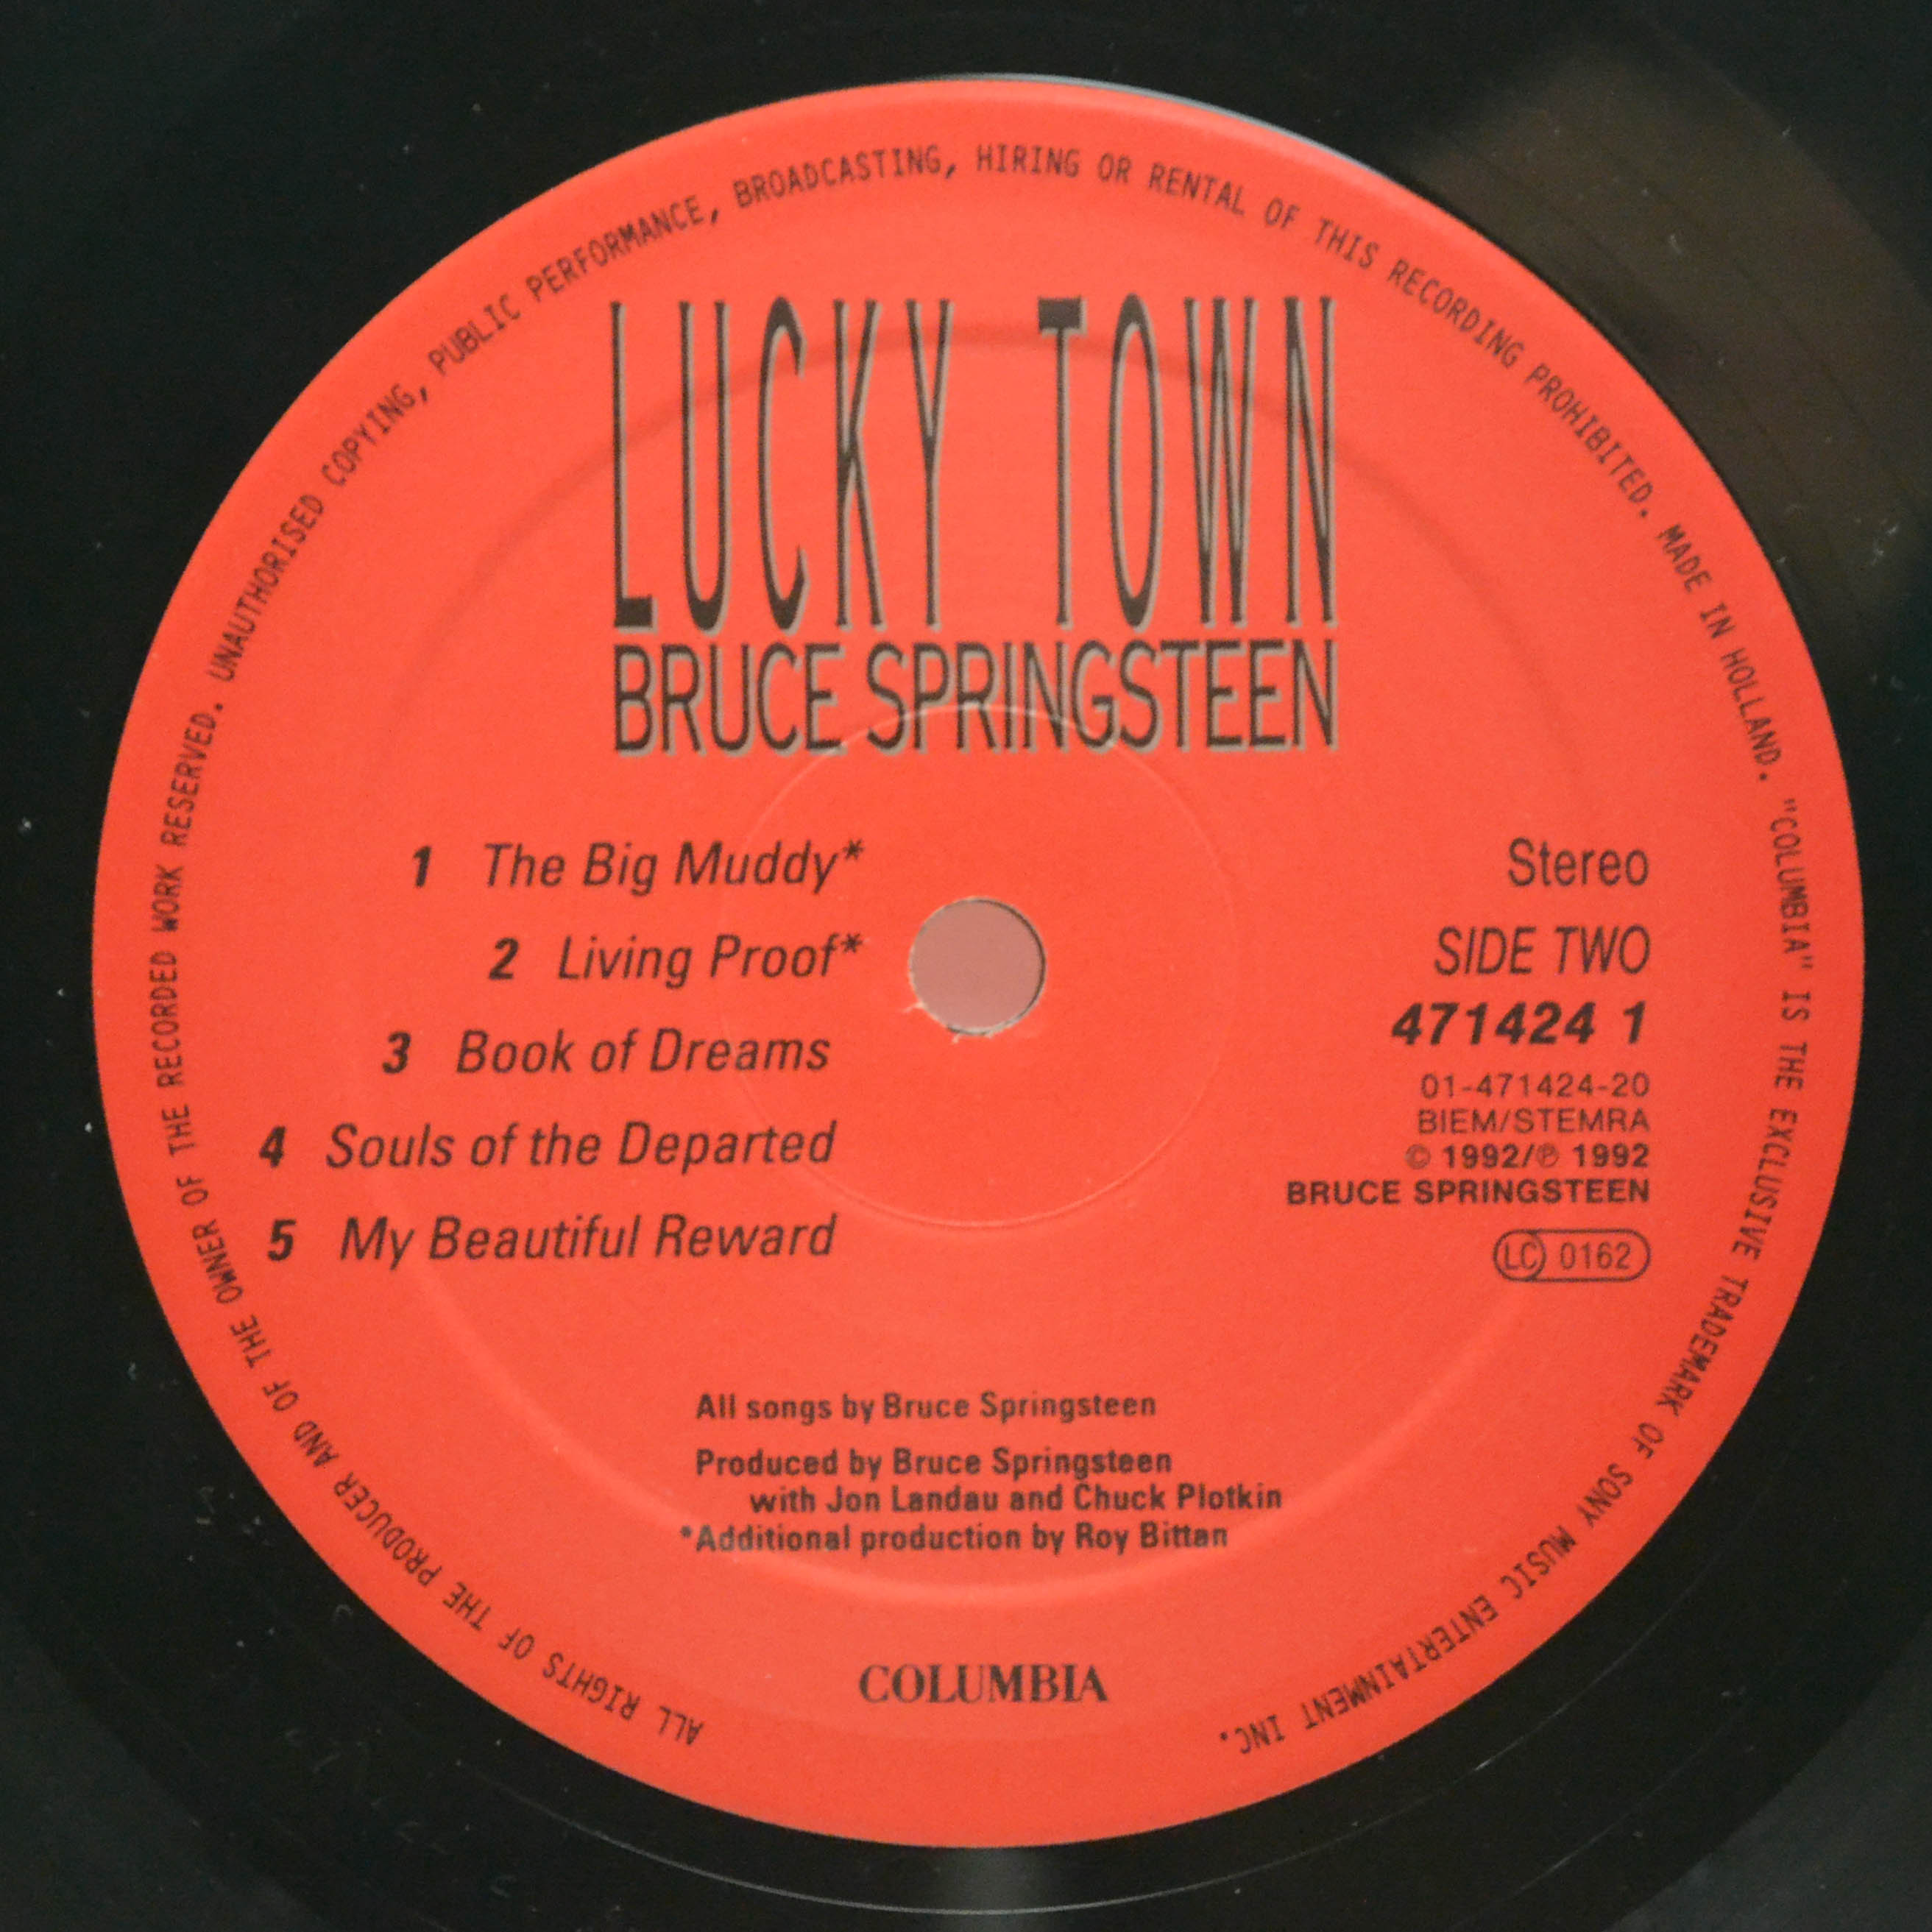 LUCKY TOWN
BRUCE SPRINGSTEEN
1 The Big Muddy*
2 Living Proof*
3 Book of Dreams
4 Souls of the Departed
5 My Beautiful Reward
Stereo
SIDE TWO
471424 1
01-471424-20
BIEM/STEMRA
© 1992/℗ 1992
BRUCE SPRINGSTEEN
LC 0162
All songs by Bruce Springsteen
Produced by Bruce Springsteen
with Jon Landau and Chuck Plotkin
*Additional production by Roy Bittan
COLUMBIA
ALL RIGHTS OF THE PRODUCER AND OF THE OWNER OF THE RECORDED WORK RESERVED. UNAUTHORISED COPYING, PUBLIC PERFORMANCE, BROADCASTING, HIRING OR RENTAL OF THIS RECORDING PROHIBITED. MADE IN HOLLAND. "COLUMBIA" IS THE EXCLUSIVE TRADEMARK OF SONY MUSIC ENTERTAINMENT INC.